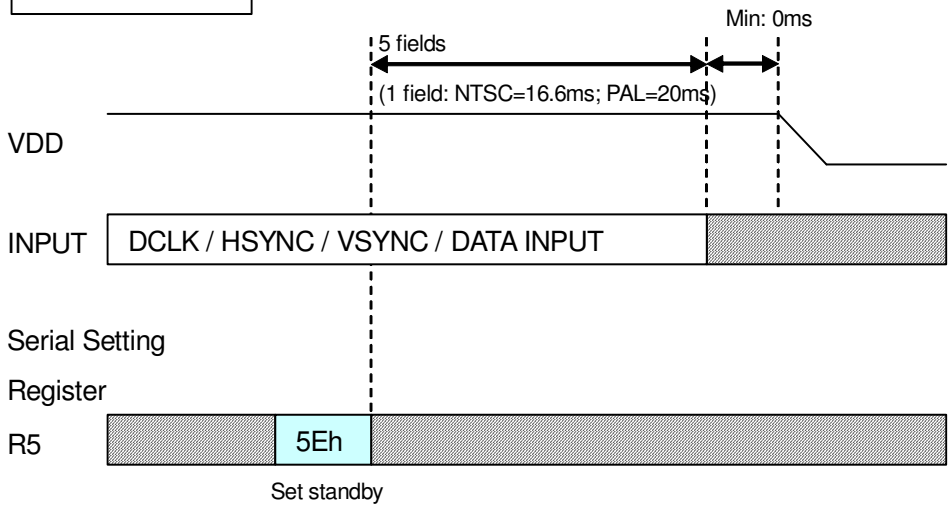 Min: 0ms
5 fields
(1 field: NTSC=16.6ms; PAL=20ms)
VDD
INPUT
DCLK / HSYNC / VSYNC / DATA INPUT
Serial Setting
Register
R5
5Eh
Set standby